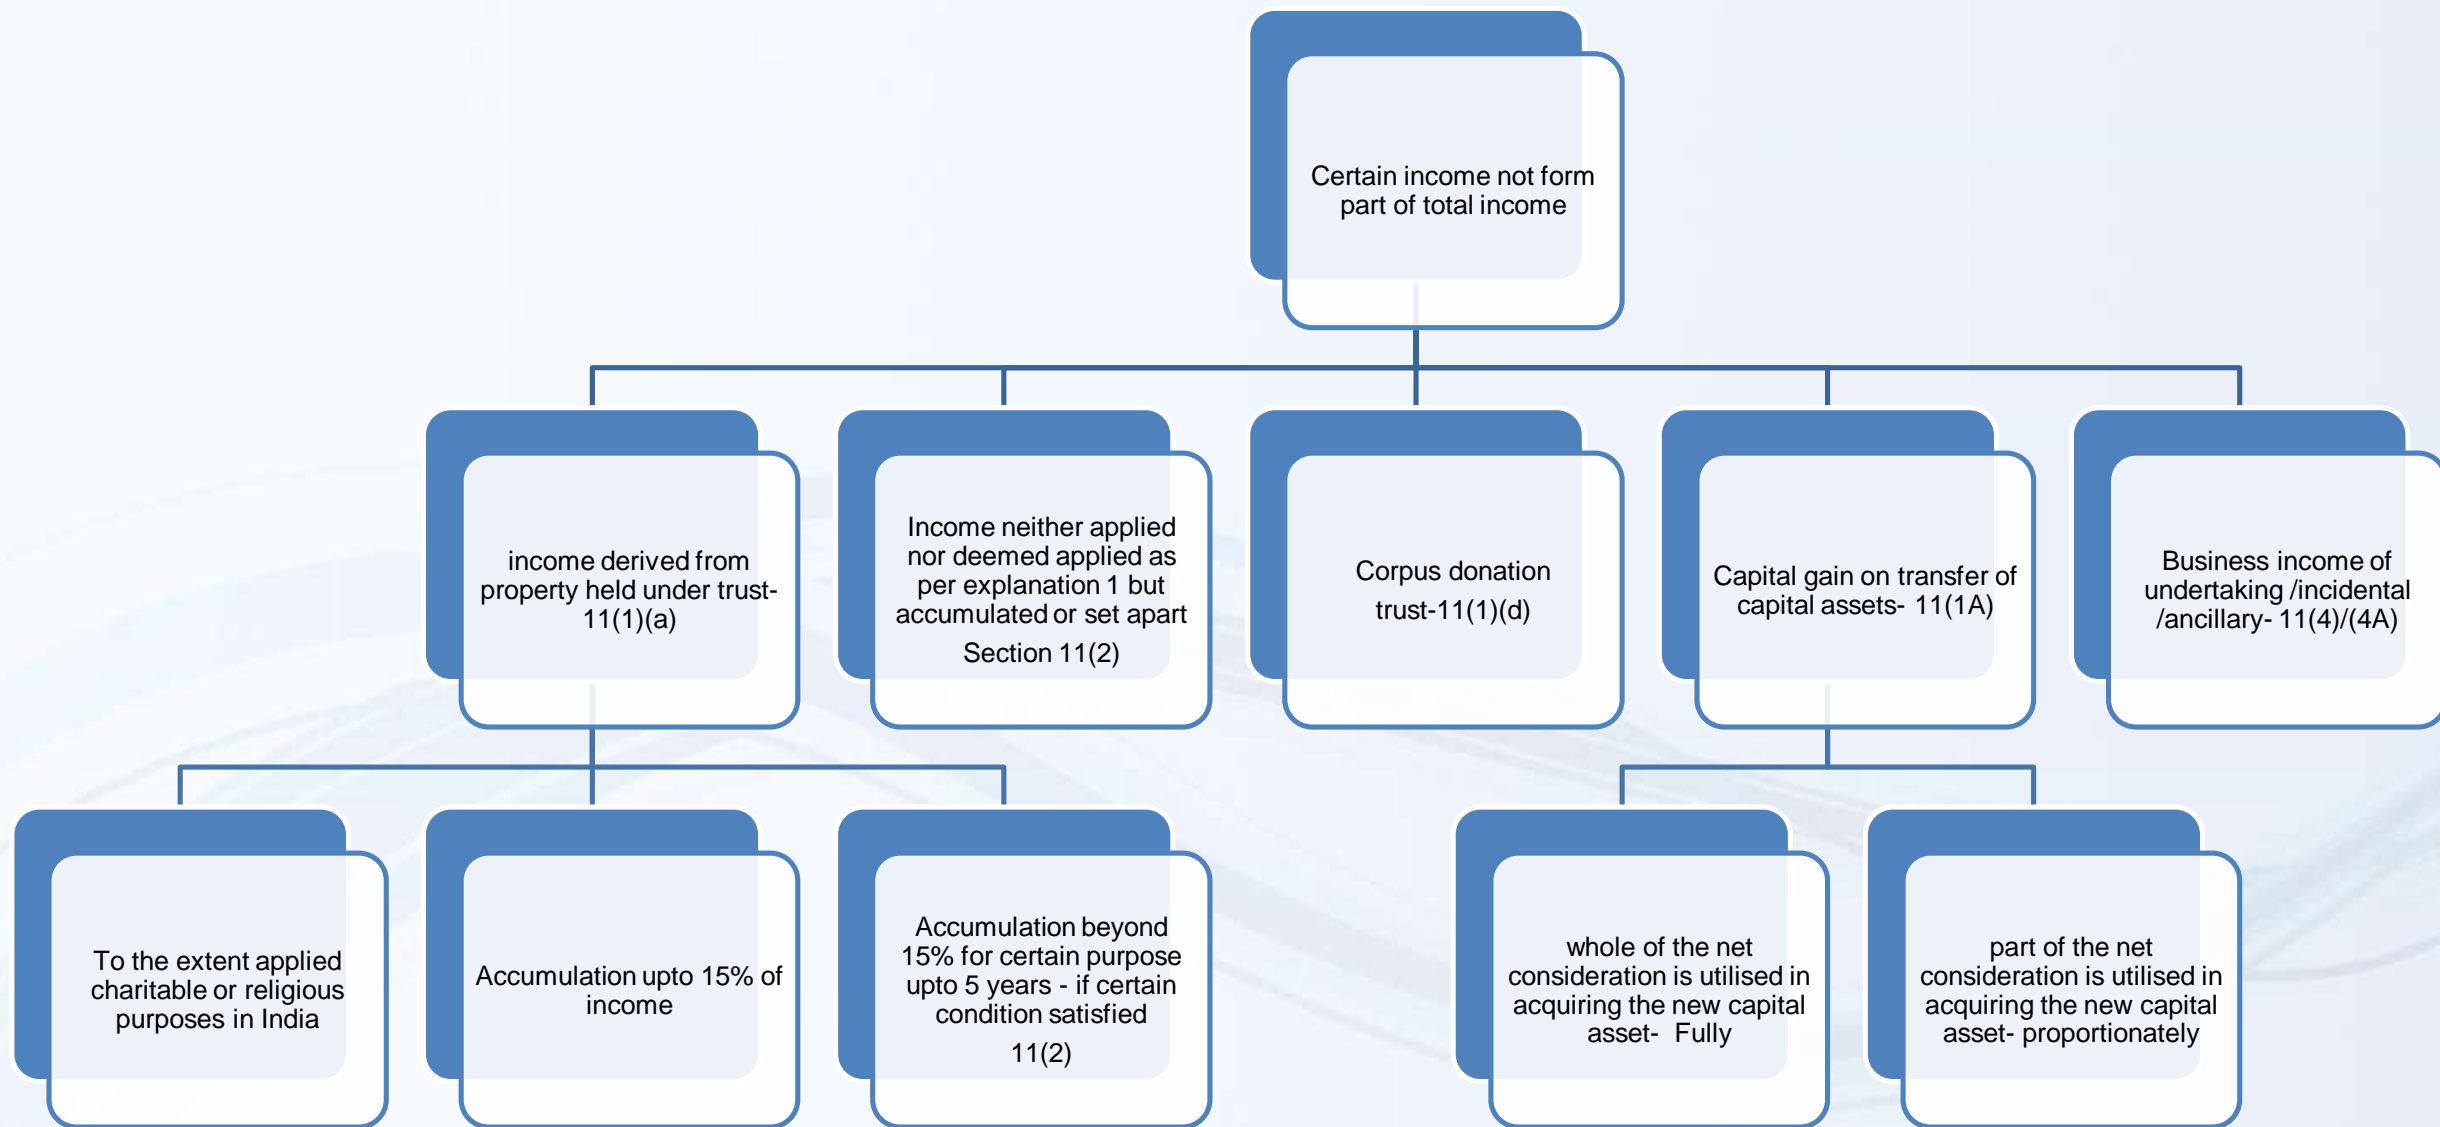 Certain income not form
part of total income
income derived from
property held under trust-
11(1)(a)
Income neither applied
nor deemed applied as
per explanation 1 but
accumulated or set apart
Section 11(2)
Corpus donation
trust-11(1)(d)
Capital gain on transfer of
capital assets- 11(1A)
Business income of
undertaking /incidental
/ancillary- 11(4)/(4A)
To the extent applied
charitable or religious
purposes in India
Accumulation upto 15% of
income
Accumulation beyond
15% for certain purpose
upto 5 years - if certain
condition satisfied
11(2)
whole of the net
consideration is utilised in
acquiring the new capital
asset-  Fully
part of the net
consideration is utilised in
acquiring the new capital
asset- proportionately